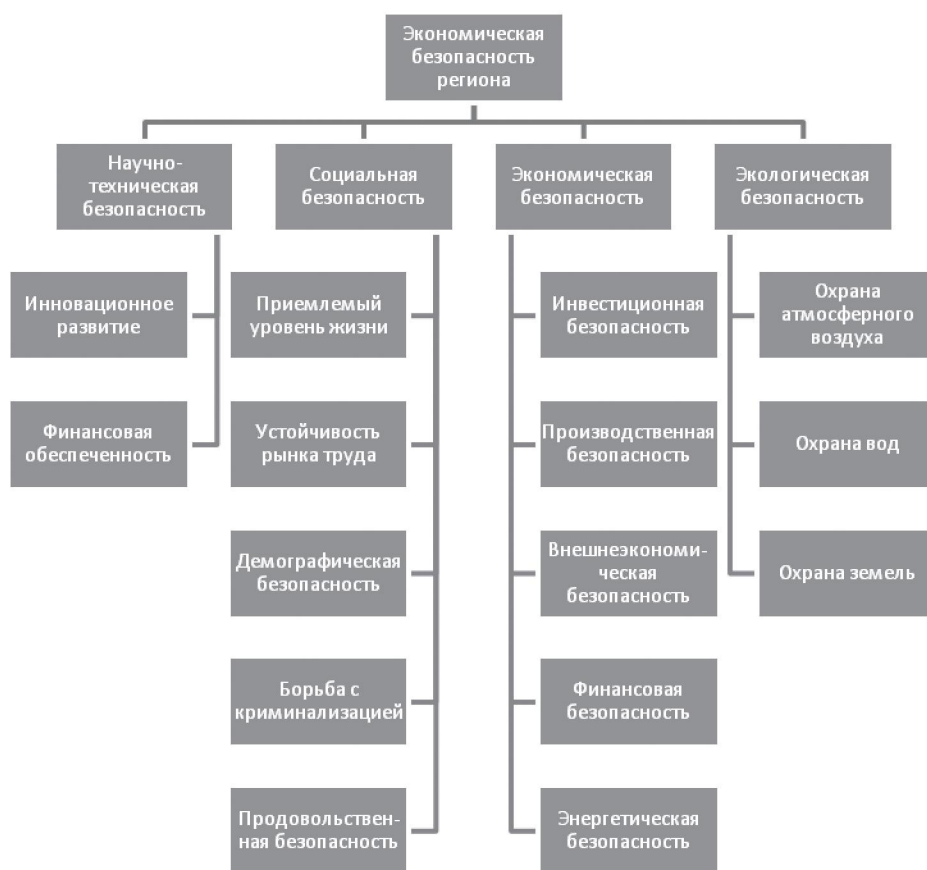 Экономическая
безопасность
региона
Научно-
техническая
безопасность
Социальная
безопасность
Экономическая
безопасность
Экологическая
безопасность
Инновационное
развитие
Финансовая
обеспеченность
Приемлемый
уровень жизни
Устойчивость
рынка труда
Демографическая
безопасность
Борьба с
криминализацией
Продовольствен-
ная безопасность
Инвестиционная
безопасность
Производственная
безопасность
Внешнеэкономи-
ческая
безопасность
Финансовая
безопасность
Энергетическая
безопасность
Охрана
атмосферного
воздуха
Охрана вод
Охрана земель